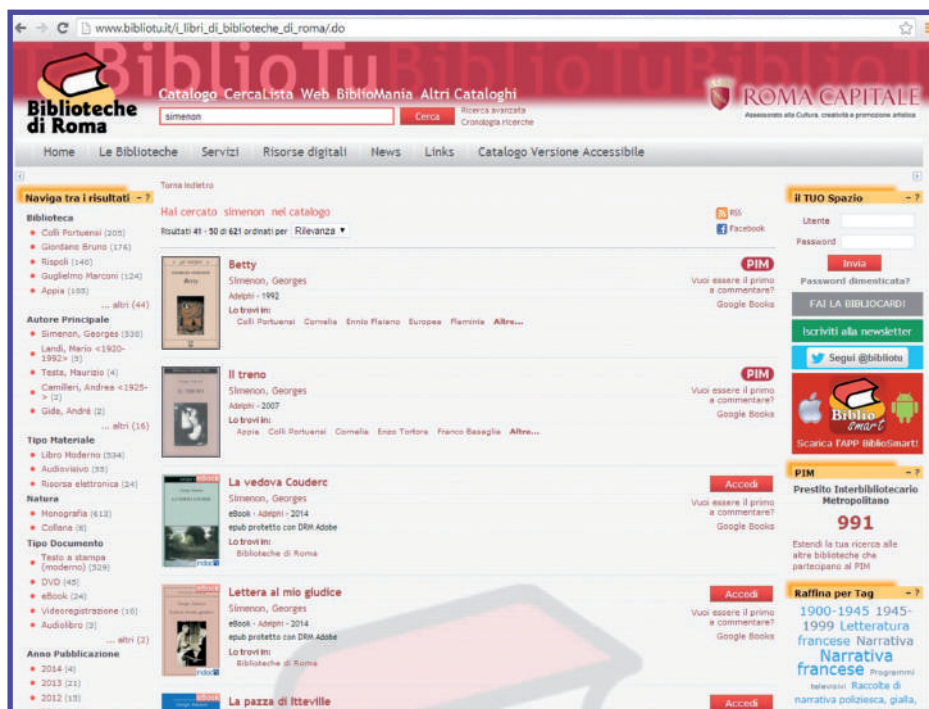 www.bibliotu.it/i_libri_di_biblioteche_di_roma/.do
BiblioTu
Biblioteche
di Roma
Catalogo CercaLista Web BiblioMania Altri Cataloghi
simenon
Cerca
Ricerca avanzata
Cronologia ricerche
ROMA CAPITALE
Assessorato alla Cultura, creatività e promozione artistica
Home Le Biblioteche Servizi Risorse digitali News Links Catalogo Versione Accessibile
Naviga tra i risultati - ?
Biblioteca
Colli Portuensi (205)
Giordano Bruno (176)
Rispoli (146)
Guglielmo Marconi (124)
Appia (105)
... altri (44)
Autore Principale
Simenon, Georges (538)
Landi, Mario <1920-
1992> (5)
Testa, Maurizio (4)
Camilleri, Andrea <1925-
> (2)
Gide, André (2)
... altri (16)
Tipo Materiale
Libro Moderno (534)
Audiovisivo (55)
Risorsa elettronica (24)
Natura
Monografia (613)
Collana (8)
Tipo Documento
Testo a stampa
(moderno) (529)
DVD (45)
eBook (24)
Videoregistrazione (10)
Audiolibro (2)
... altri (2)
Anno Pubblicazione
2014 (4)
2013 (21)
2012 (15)
Torna indietro
Hai cercato simenon nel catalogo
Risultati 41 - 50 di 621 ordinati per Rilevanza
RSS
Facebook
Betty
Simenon, Georges
Adelphi - 1992
Lo trovi in:
Colli Portuensi Cornelia Ennio Flaiano Europea Flaminia Altro...
PIM
Vuoi essere il primo
a commentare?
Google Books
Il treno
Simenon, Georges
Adelphi - 2007
Lo trovi in:
Appia Colli Portuensi Cornelia Enzo Tortora Franco Basaglia Altro...
PIM
Vuoi essere il primo
a commentare?
Google Books
La vedova Couderc
Simenon, Georges
eBook - Adelphi - 2014
epub protetto con DRM Adobe
Lo trovi in:
Biblioteche di Roma
Accedi
Vuoi essere il primo
a commentare?
Google Books
Lettera al mio giudice
Simenon, Georges
eBook - Adelphi - 2014
epub protetto con DRM Adobe
Lo trovi in:
Biblioteche di Roma
Accedi
Vuoi essere il primo
a commentare?
Google Books
La pazza di Itteville
Accedi
il TUO Spazio - ?
Utente
Password
Invia
Password dimenticata?
FAI LA BIBLIOCARD!
Iscriviti alla newsletter
Segui @bibliotu
Biblio
smart
Scarica l'APP BiblioSmart!
PIM - ?
Prestito Interbibliotecario
Metropolitano
991
Estendi la tua ricerca alle
altre biblioteche che
partecipano al PIM
Raffina per Tag - ?
1900-1945 1945-
1999 Letteratura
francese Narrativa
Narrativa
francese Programmi
televisivi Raccolte di
narrativa poliziesca, gialla,